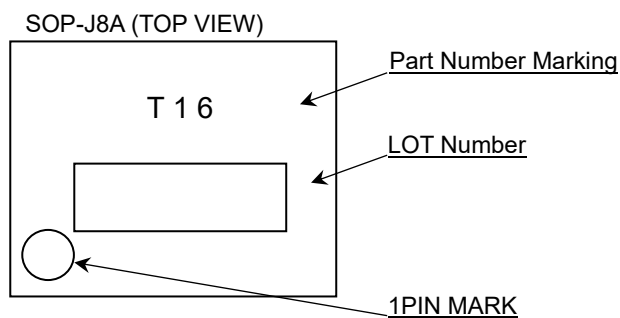 SOP-J8A (TOP VIEW)
Part Number Marking
T 1 6
LOT Number
1PIN MARK